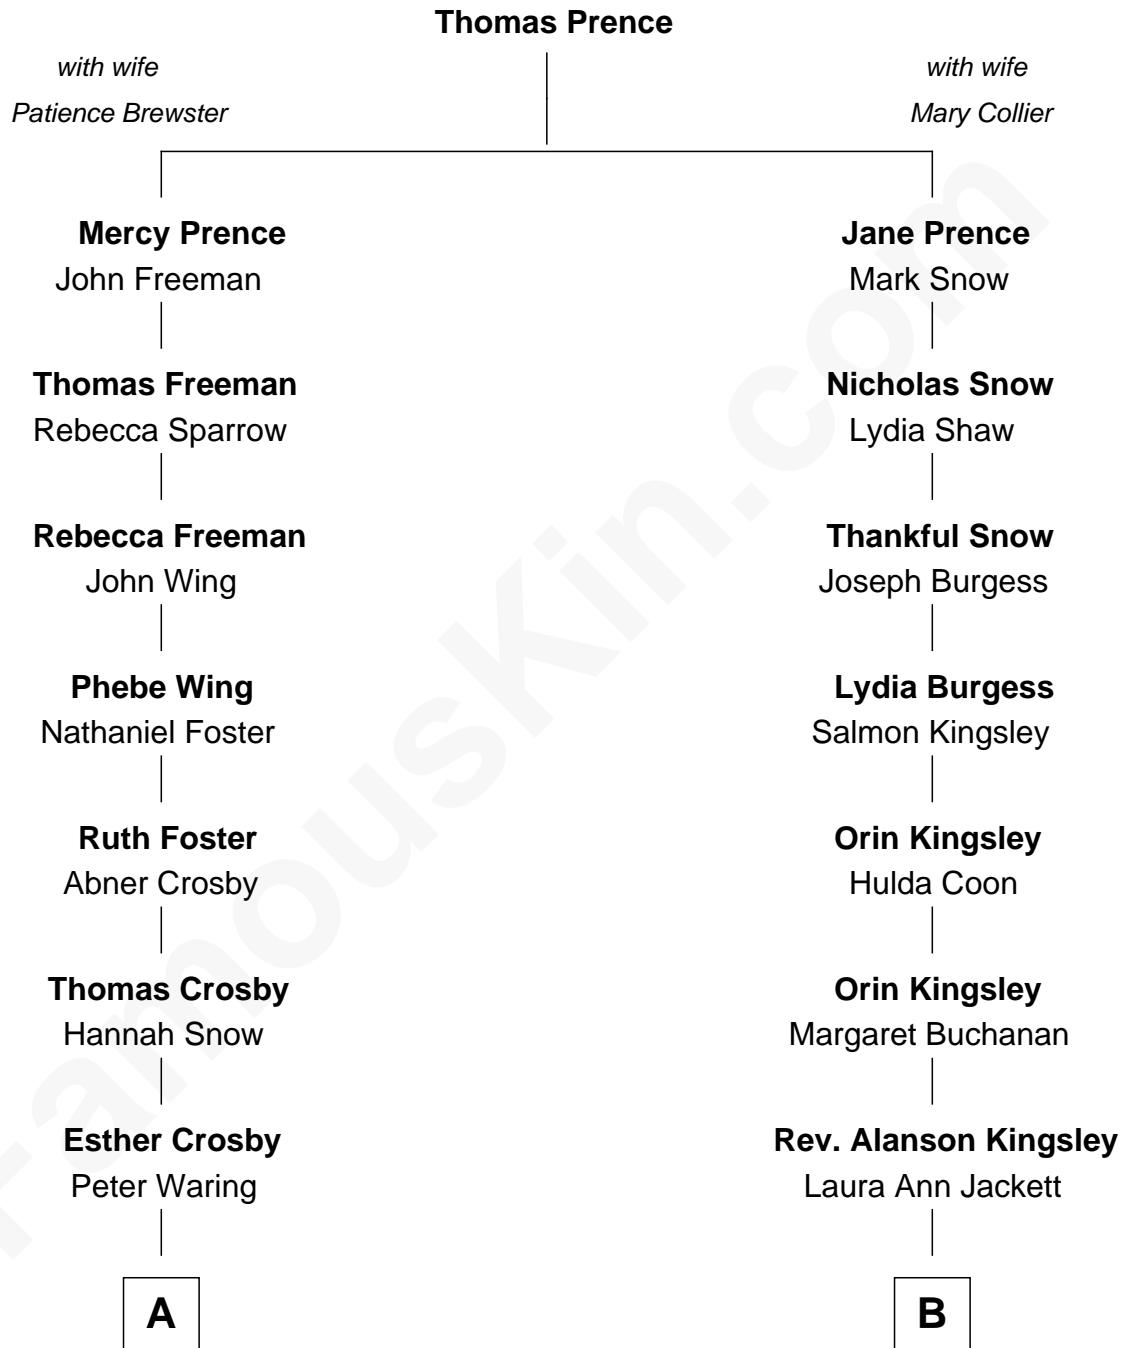 Thomas Prence
with wife
Patience Brewster
with wife
Mary Collier
Mercy Prence
John Freeman
Jane Prence
Mark Snow
Thomas Freeman
Rebecca Sparrow
Nicholas Snow
Lydia Shaw
Rebecca Freeman
John Wing
Thankful Snow
Joseph Burgess
Phebe Wing
Nathaniel Foster
Lydia Burgess
Salmon Kingsley
Ruth Foster
Abner Crosby
Orin Kingsley
Hulda Coon
Thomas Crosby
Hannah Snow
Orin Kingsley
Margaret Buchanan
Esther Crosby
Peter Waring
Rev. Alanson Kingsley
Laura Ann Jackett
A
B
FamousKin.com